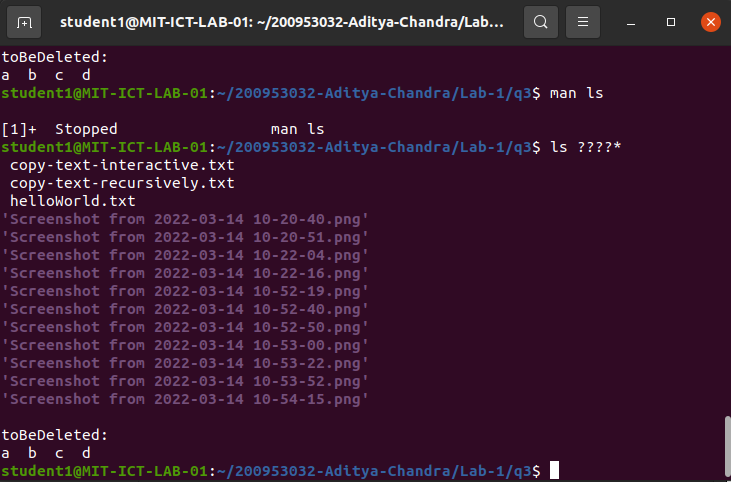 student1@MIT-ICT-LAB-01: ~/200953032-Aditya-Chandra/Lab...
toBeDeleted:
a  b  c  d
student1@MIT-ICT-LAB-01:~/200953032-Aditya-Chandra/Lab-1/q3$ man ls

[1]+  Stopped                 man ls
student1@MIT-ICT-LAB-01:~/200953032-Aditya-Chandra/Lab-1/q3$ ls ????*
 copy-text-interactive.txt
 copy-text-recursively.txt
 helloWorld.txt
'Screenshot from 2022-03-14 10-20-40.png'
'Screenshot from 2022-03-14 10-20-51.png'
'Screenshot from 2022-03-14 10-22-04.png'
'Screenshot from 2022-03-14 10-22-16.png'
'Screenshot from 2022-03-14 10-52-19.png'
'Screenshot from 2022-03-14 10-52-40.png'
'Screenshot from 2022-03-14 10-52-50.png'
'Screenshot from 2022-03-14 10-53-00.png'
'Screenshot from 2022-03-14 10-53-22.png'
'Screenshot from 2022-03-14 10-53-52.png'
'Screenshot from 2022-03-14 10-54-15.png'

toBeDeleted:
a  b  c  d
student1@MIT-ICT-LAB-01:~/200953032-Aditya-Chandra/Lab-1/q3$